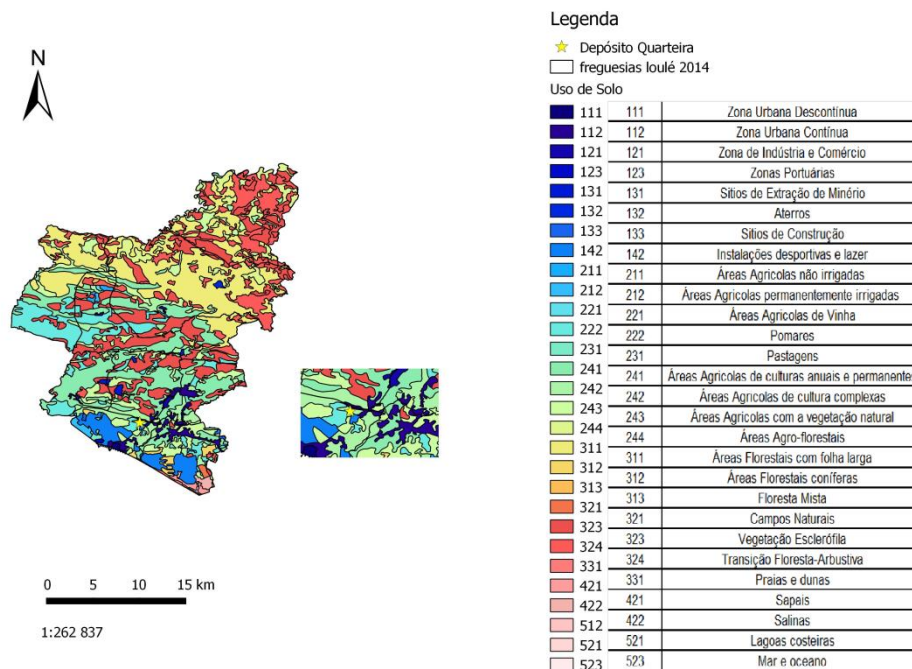 Legenda
Depósito Quarteira
freguesias loulé 2014
Uso de Solo
111 111 Zona Urbana Descontínua
112 112 Zona Urbana Contínua
121 121 Zona de Indústria e Comércio
123 123 Zonas Portuárias
131 131 Sitios de Extração de Minério
132 132 Aterros
133 133 Sitios de Construção
142 142 Instalações desportivas e lazer
211 211 Áreas Agricolas não irrigadas
212 212 Áreas Agricolas permanentemente irrigadas
221 221 Áreas Agricolas de Vinha
222 222 Pomares
231 231 Pastagens
241 241 Áreas Agricolas de culturas anuais e permanente
242 242 Áreas Agricolas de cultura complexas
243 243 Áreas Agricolas com a vegetação natural
244 244 Áreas Agro-florestais
311 311 Áreas Florestais com folha larga
312 312 Áreas Florestais coníferas
313 313 Floresta Mista
321 321 Campos Naturais
323 323 Vegetação Esclerófila
324 324 Transição Floresta-Arbustiva
331 331 Praias e dunas
421 421 Sapais
422 422 Salinas
512 521 Lagoas costeiras
521 523 Mar e oceano
523
N
0 5 10 15 km
1:262 837